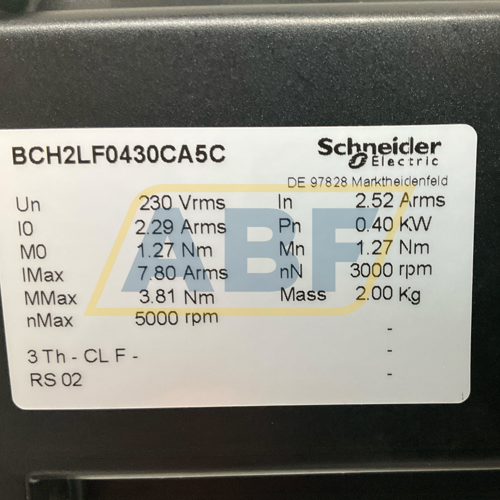 BCH2LF0430CA5C
Schneider
Electric
DE 97828 Marktheidenfeld
Un 230 Vrms In 2.52 Arms
I0 2.29 Arms Pn 0.40 KW
M0 1.27 Nm Mn 1.27 Nm
IMax 7.80 Arms nN 3000 rpm
MMax 3.81 Nm Mass 2.00 Kg
nMax 5000 rpm
-
3 Th - CL F - -
RS 02 -
ABF